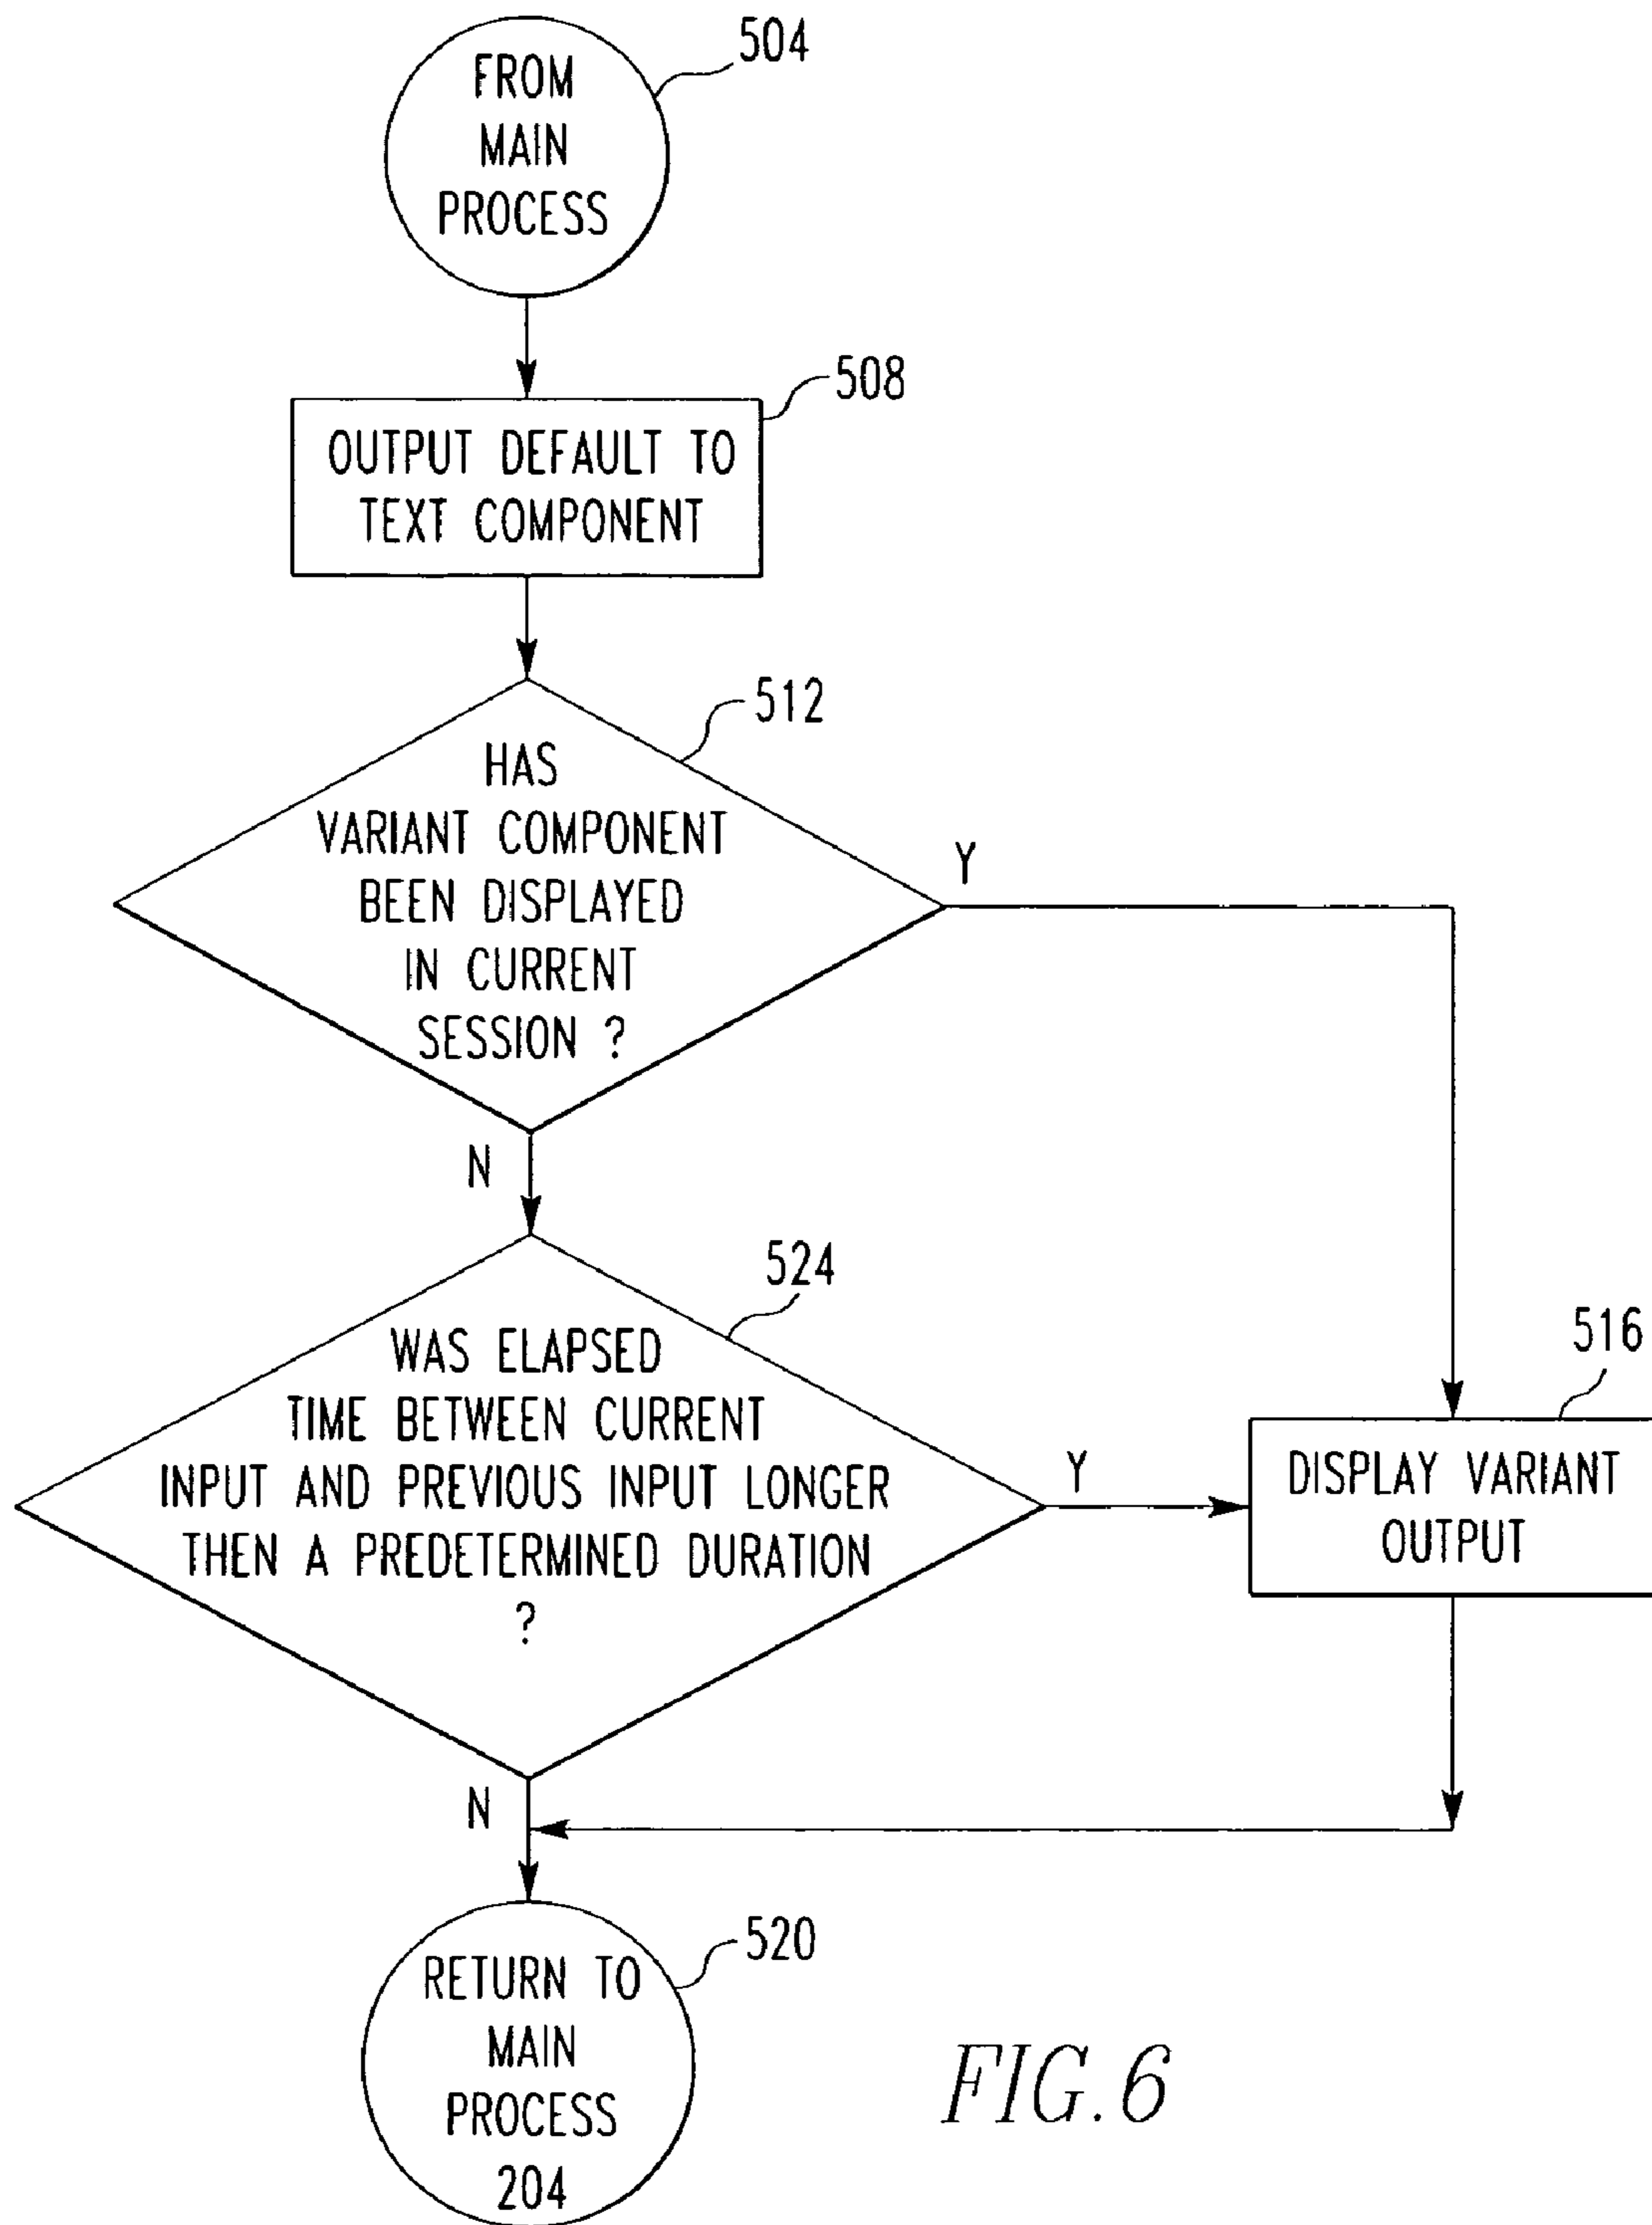 504
FROM
MAIN
PROCESS
508
OUTPUT DEFAULT TO
TEXT COMPONENT
512
HAS
VARIANT COMPONENT
BEEN DISPLAYED
IN CURRENT
SESSION ?
Y
N
524
WAS ELAPSED
TIME BETWEEN CURRENT
INPUT AND PREVIOUS INPUT LONGER
THEN A PREDETERMINED DURATION
?
Y
516
DISPLAY VARIANT
OUTPUT
N
520
RETURN TO
MAIN
PROCESS
204
FIG. 6